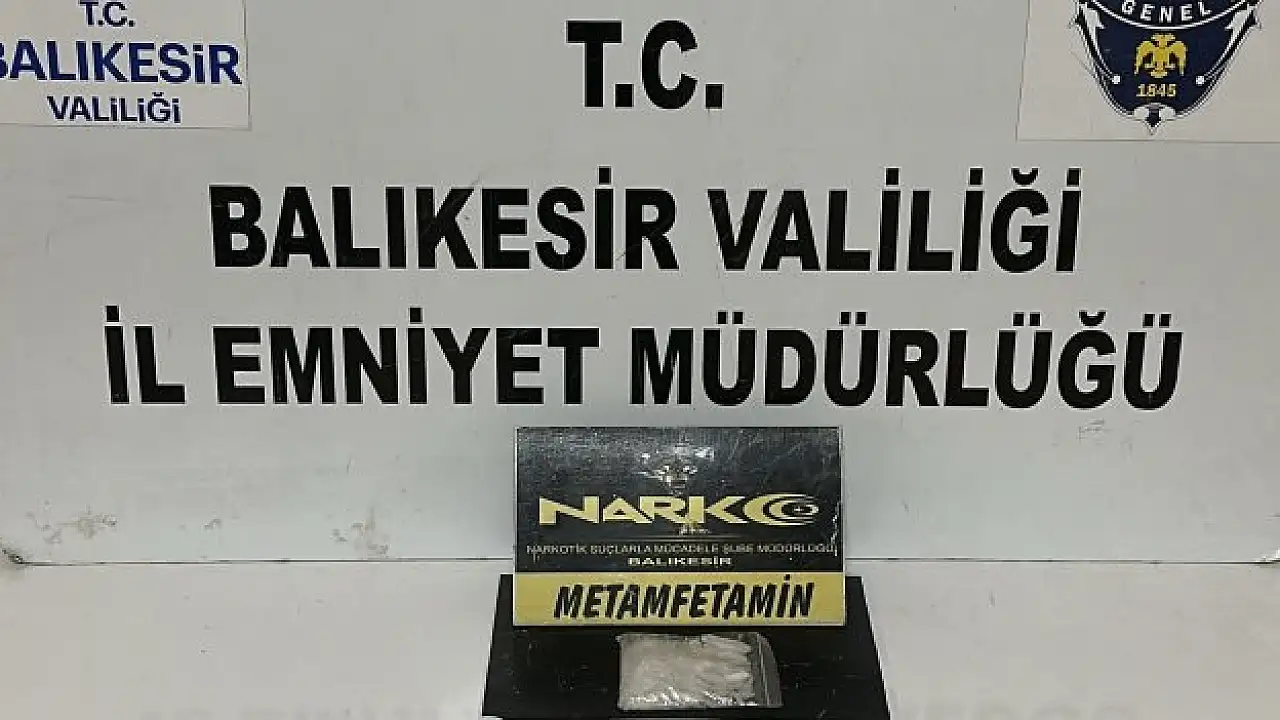 T.C.
BALIKESİR
VALİLİĞİ
T.C.
GENEL
1845
BALIKESİR VALİLİĞİ
İL EMNİYET MÜDÜRLÜĞÜ
NARKO
NARKOTİK SUÇLARLA MÜCADELE ŞUBE MÜDÜRLÜĞÜ
BALIKESİR
METAMFETAMİN